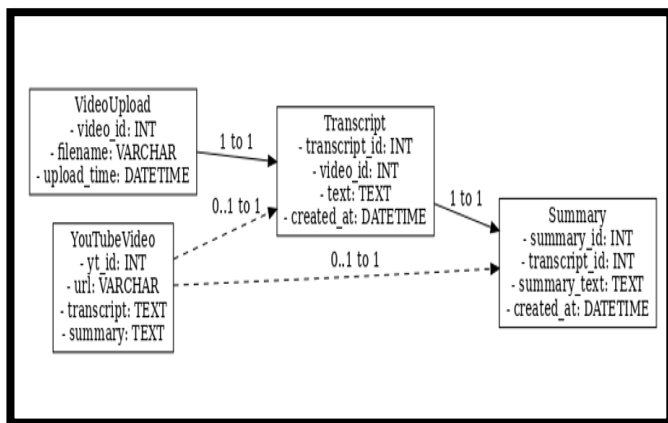 VideoUpload
- video_id: INT
- filename: VARCHAR
- upload_time: DATETIME
1 to 1
Transcript
- transcript_id: INT
- video_id: INT
- text: TEXT
- created_at: DATETIME
0..1 to 1
1 to 1
YouTubeVideo
- yt_id: INT
- url: VARCHAR
- transcript: TEXT
- summary: TEXT
0..1 to 1
Summary
- summary_id: INT
- transcript_id: INT
- summary_text: TEXT
- created_at: DATETIME